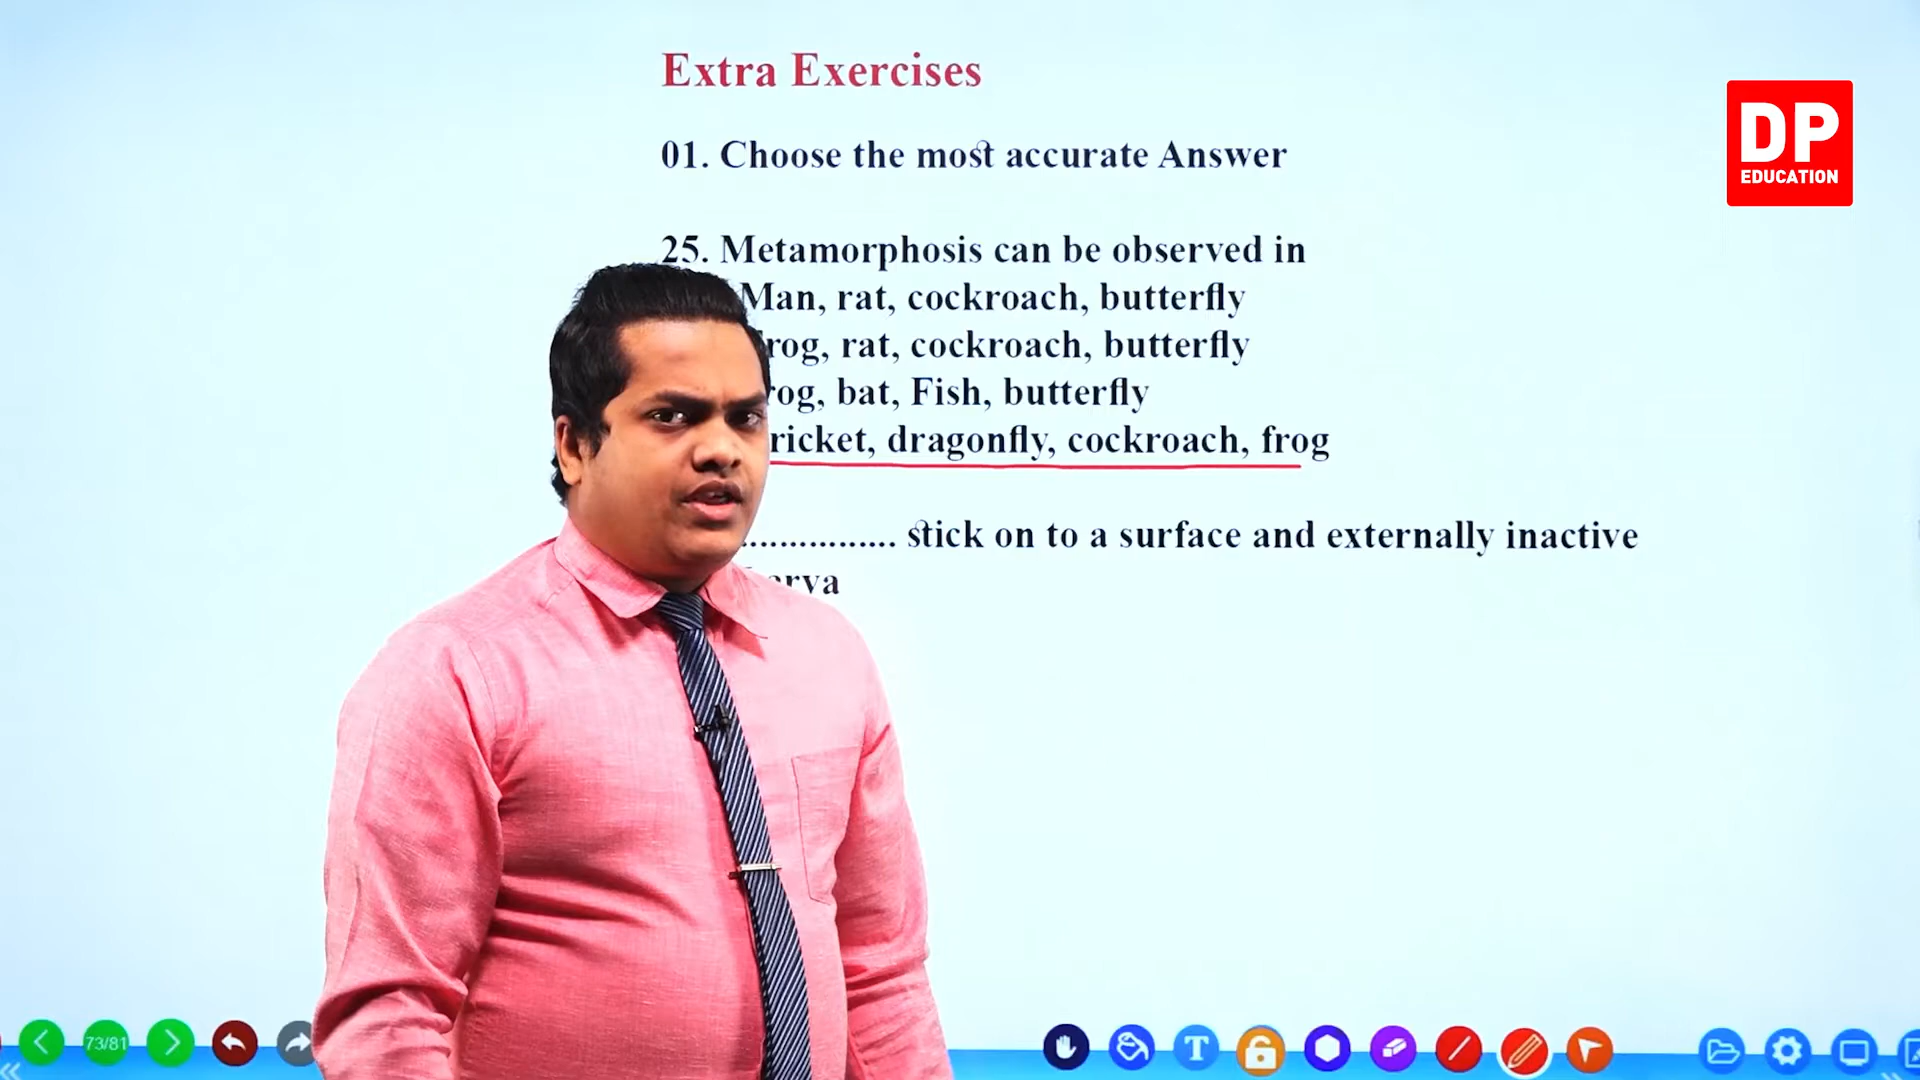 Extra Exercises
DP
EDUCATION
01. Choose the most accurate Answer
25. Metamorphosis can be observed in
Man, rat, cockroach, butterfly
rog, rat, cockroach, butterfly
rog, bat, Fish, butterfly
ricket, dragonfly, cockroach, frog
................ stick on to a surface and externally inactive
arva
73/81
T